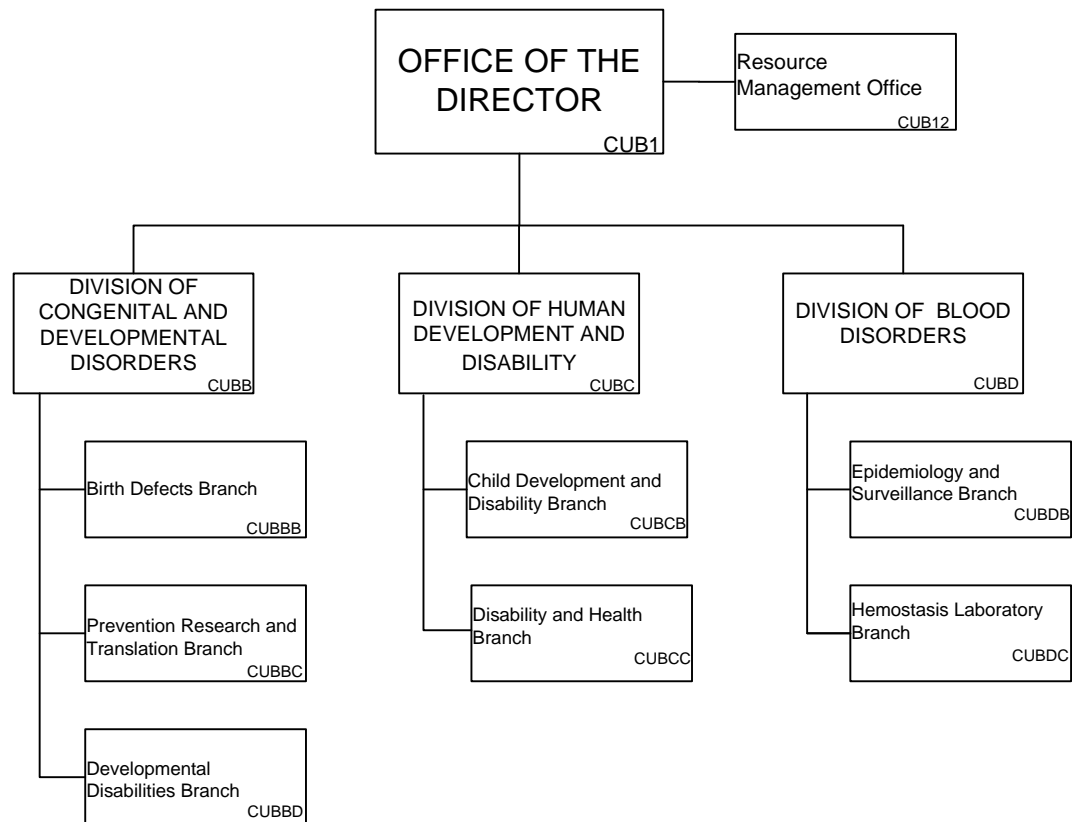 OFFICE OF THE
DIRECTOR
CUB1
Resource
Management Office
CUB12
DIVISION OF
CONGENITAL AND
DEVELOPMENTAL
DISORDERS
CUBB
DIVISION OF HUMAN
DEVELOPMENT AND
DISABILITY
CUBC
DIVISION OF BLOOD
DISORDERS
CUBD
Birth Defects Branch
CUBBB
Child Development and
Disability Branch
CUBCB
Epidemiology and
Surveillance Branch
CUBDB
Prevention Research and
Translation Branch
CUBBC
Disability and Health
Branch
CUBCC
Hemostasis Laboratory
Branch
CUBDC
Developmental
Disabilities Branch
CUBBD